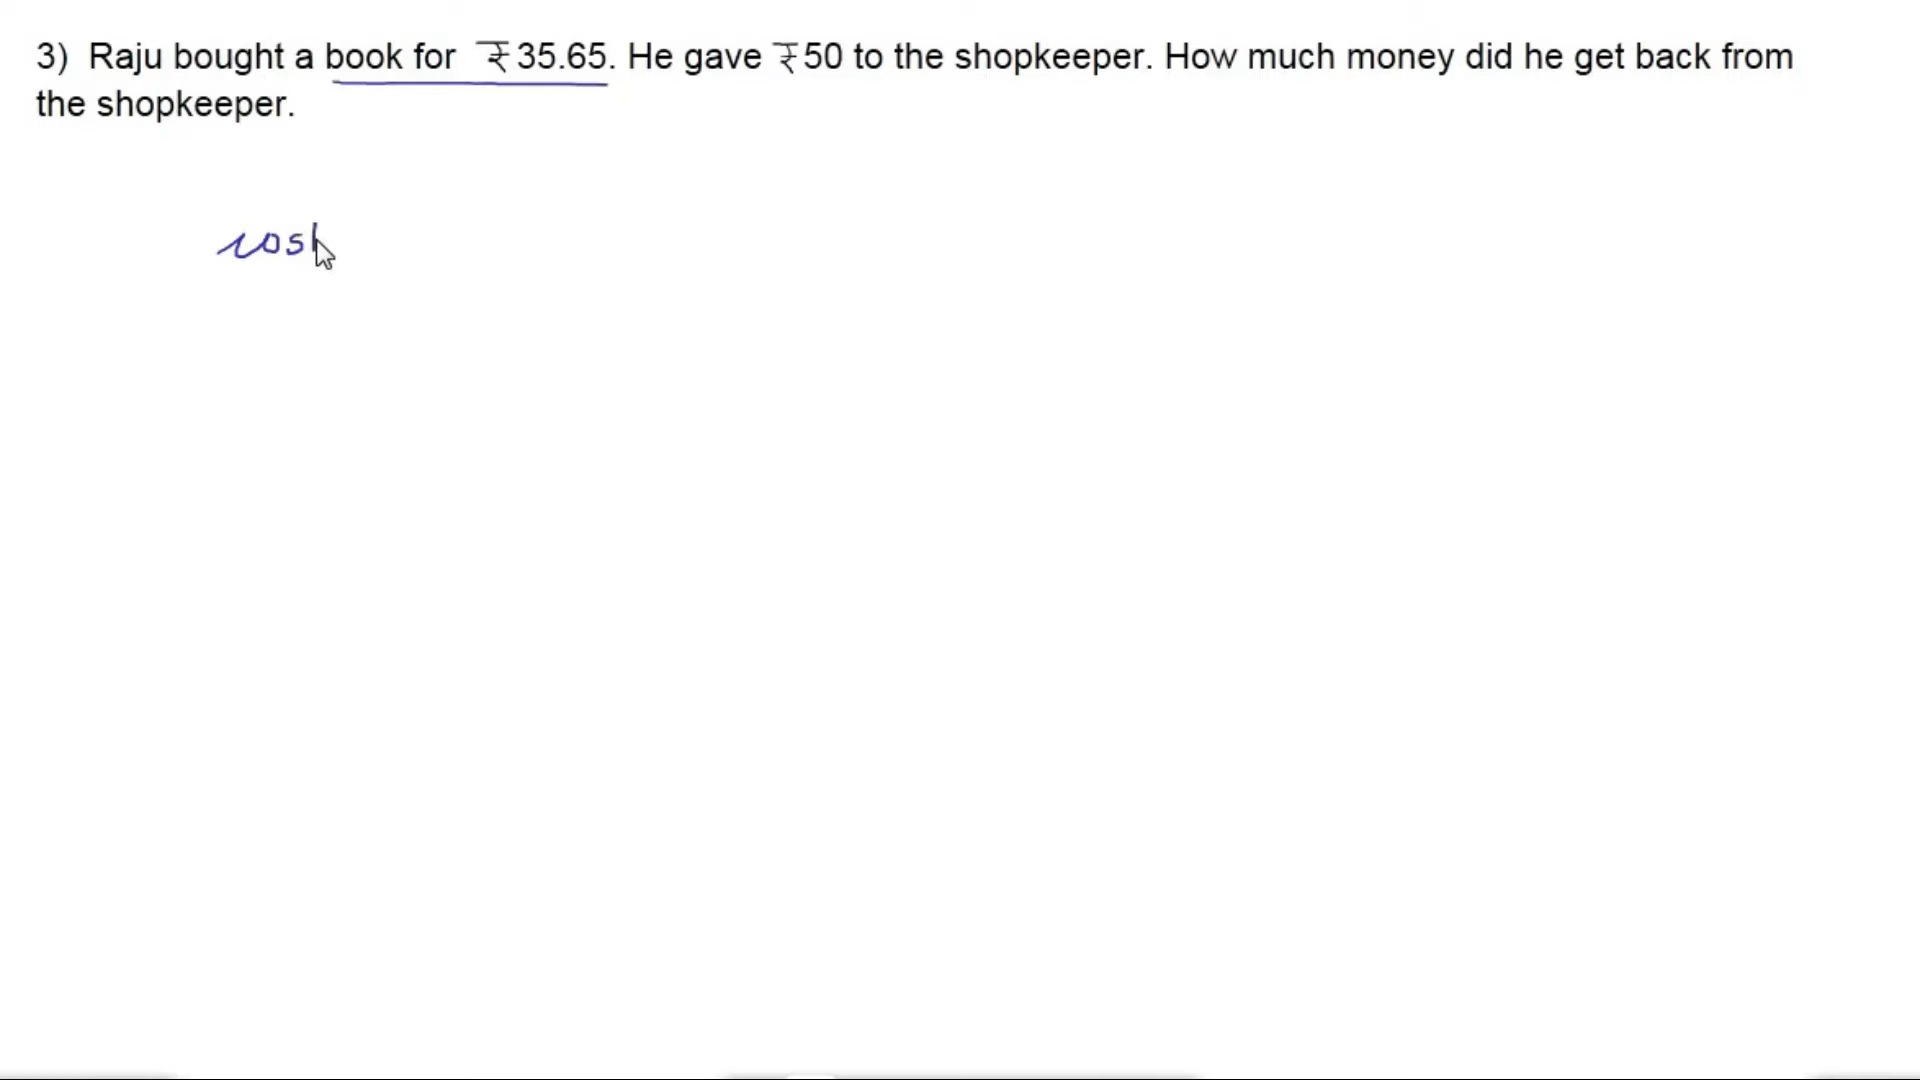 3) Raju bought a book for ₹35.65. He gave ₹50 to the shopkeeper. How much money did he get back from
the shopkeeper.
cost